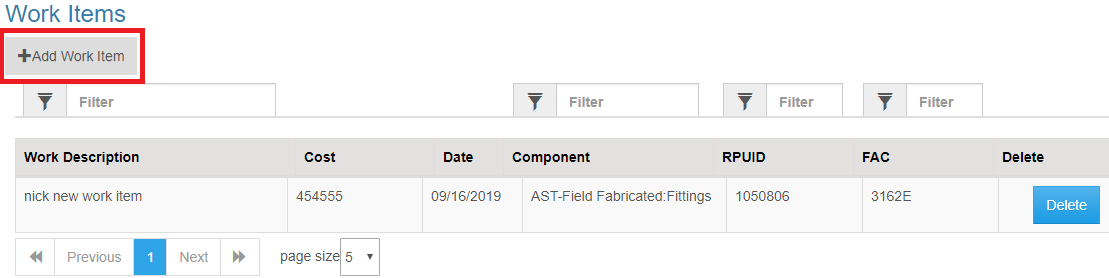 Work Items
+Add Work Item
Filter Filter Filter Filter
Work Description Cost Date Component RPUID FAC Delete
nick new work item 454555 09/16/2019 AST-Field Fabricated:Fittings 1050806 3162E Delete
Previous 1 Next page size 5